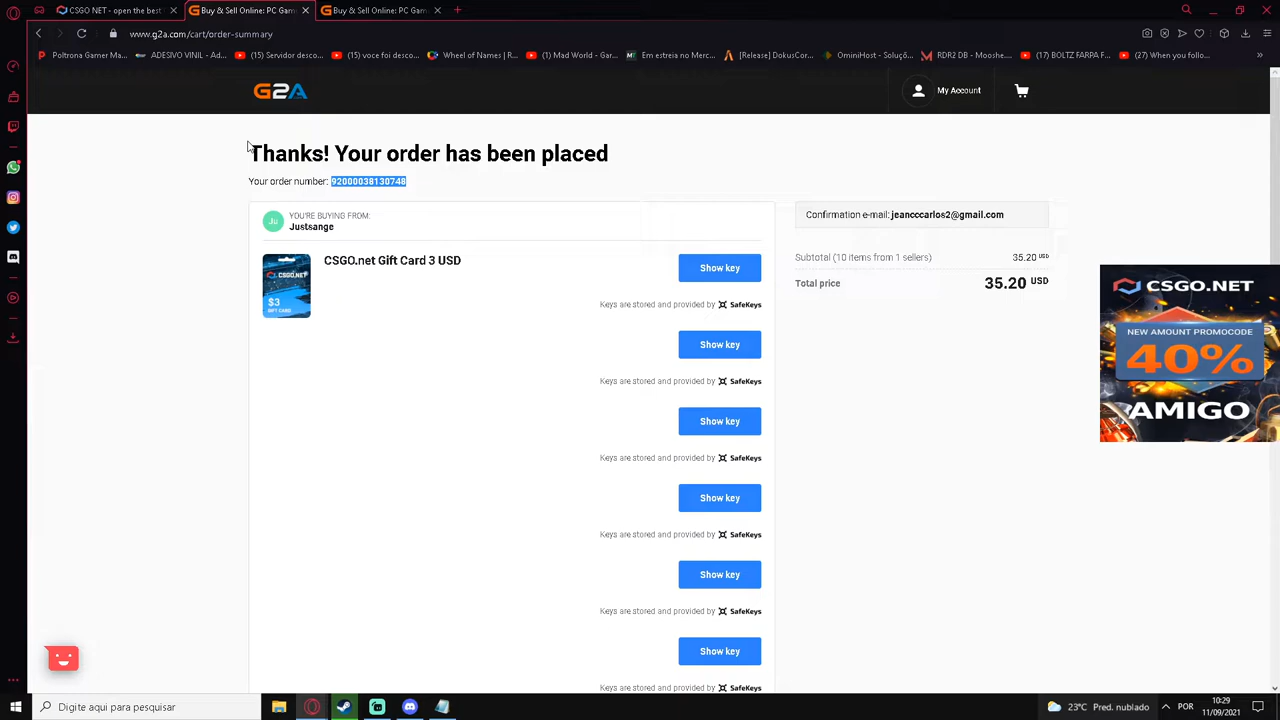 CSGO.NET - open the best
Buy & Sell Online: PC Gam
Buy & Sell Online: PC Gam
www.g2a.com/cart/order-summary
Poltrona Gamer Ma...
ADESIVO VINIL - Ad...
(15) Servidor descо...
(15) voce foi desco...
Wheel of Names | R...
(1) Mad World - Gar...
Em estreia no Merc...
[Release] DokusCor...
OminiHost - Soluçõ...
RDR2 DB - Mooshe...
(17) BOLTZ FARPA F...
(27) When you follo...
G2A
My Account
Thanks! Your order has been placed
Your order number: 92000038130748
Ju
YOU'RE BUYING FROM:
Justsange
Confirmation e-mail: jeancccarlos2@gmail.com
CSGO.NET
$3
GIFT CARD
CSGO.net Gift Card 3 USD
Show key
Subtotal (10 items from 1 sellers) 35.20 USD
Total price 35.20 USD
Keys are stored and provided by SafeKeys
Show key
Keys are stored and provided by SafeKeys
Show key
Keys are stored and provided by SafeKeys
Show key
Keys are stored and provided by SafeKeys
Show key
Keys are stored and provided by SafeKeys
Show key
Keys are stored and provided by SafeKeys
CSGO.NET
NEW AMOUNT PROMOCODE
40%
AMIGO
Digite aqui para pesquisar
23°C Pred. nublado
POR
10:29
11/09/2021